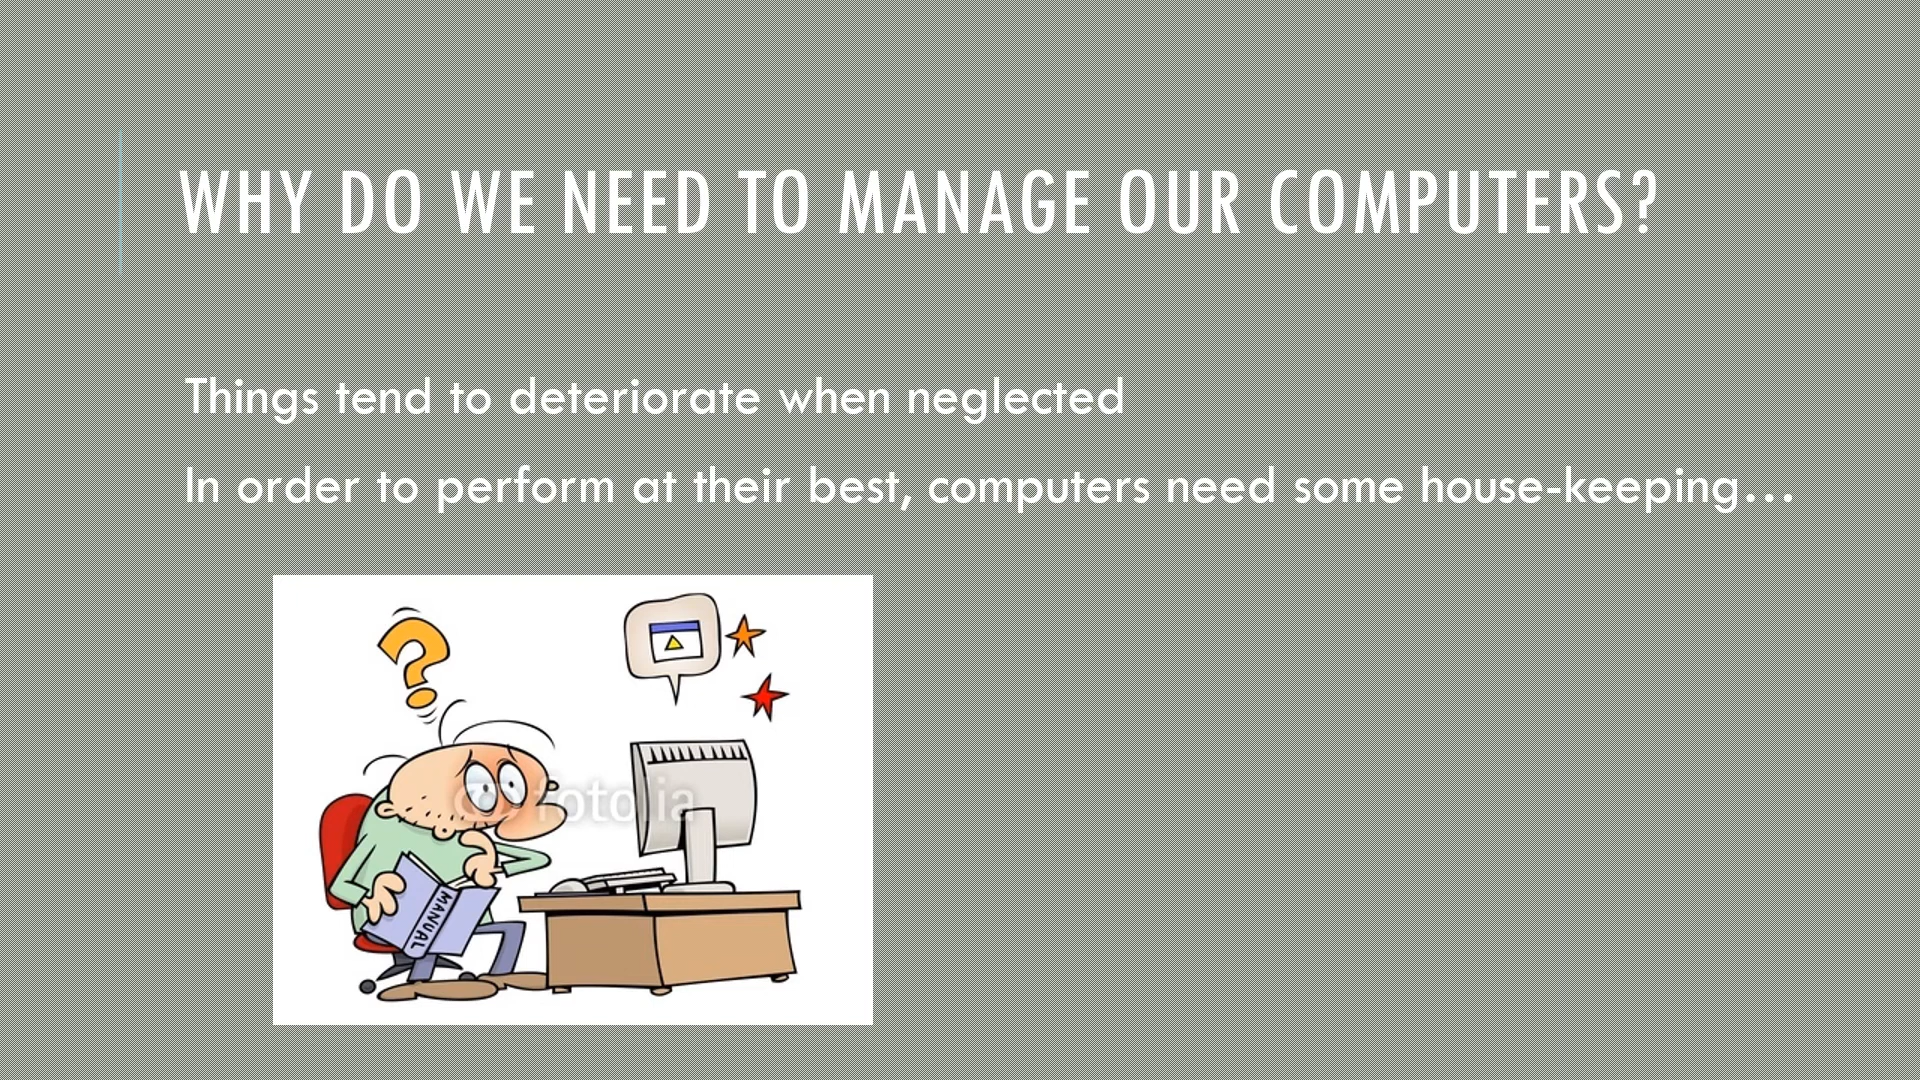 WHY DO WE NEED TO MANAGE OUR COMPUTERS?
Things tend to deteriorate when neglected
In order to perform at their best, computers need some house-keeping…
fotolia
MANUAL